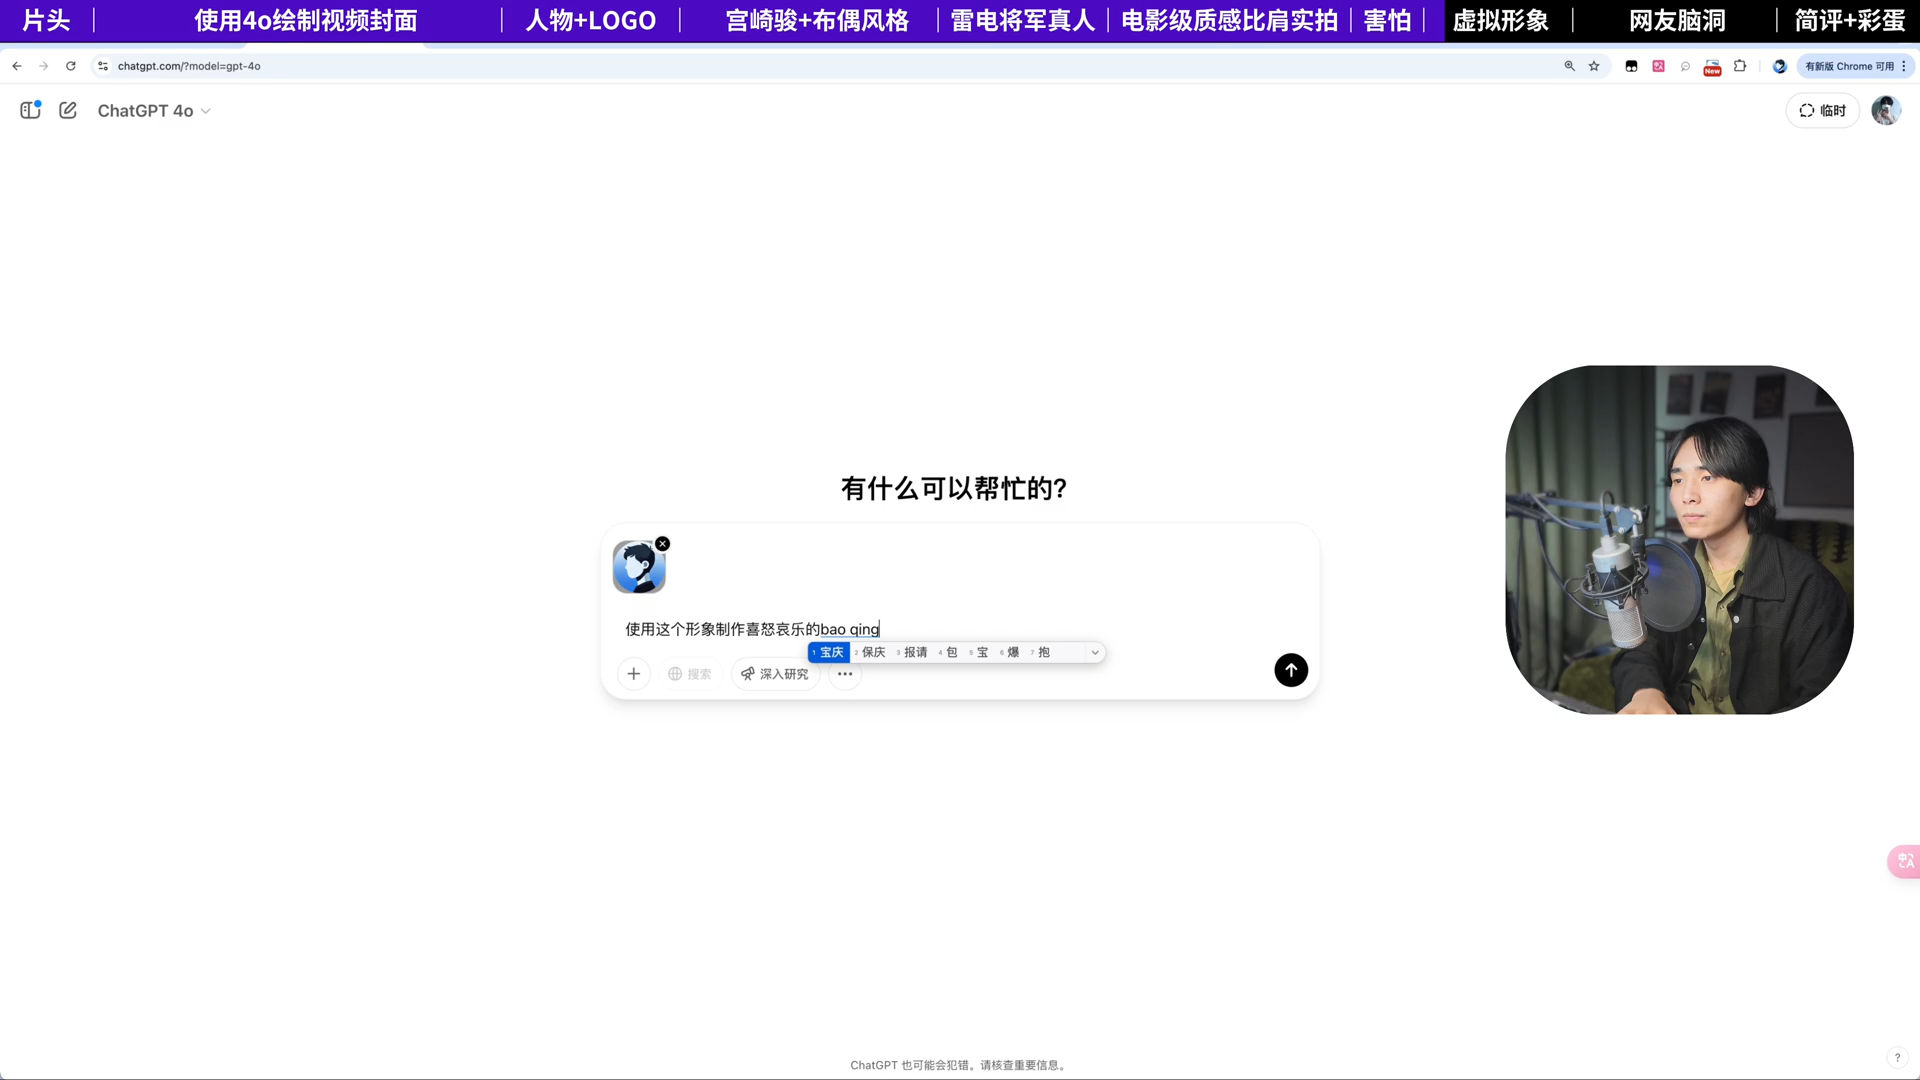 片头 | 使用4o绘制视频封面 | 人物+LOGO | 宫崎骏+布偶风格 | 雷电将军真人 | 电影级质感比肩实拍 | 害怕 | 虚拟形象 | 网友脑洞 | 简评+彩蛋
chatgpt.com/?model=gpt-4o
New
有新版 Chrome 可用
ChatGPT 4o
临时
有什么可以帮忙的?
使用这个形象制作喜怒哀乐的bao qing
1 宝庆 2 保庆 3 报请 4 包 5 宝 6 爆 7 抱
搜索
深入研究
ChatGPT 也可能会犯错。请核查重要信息。
?